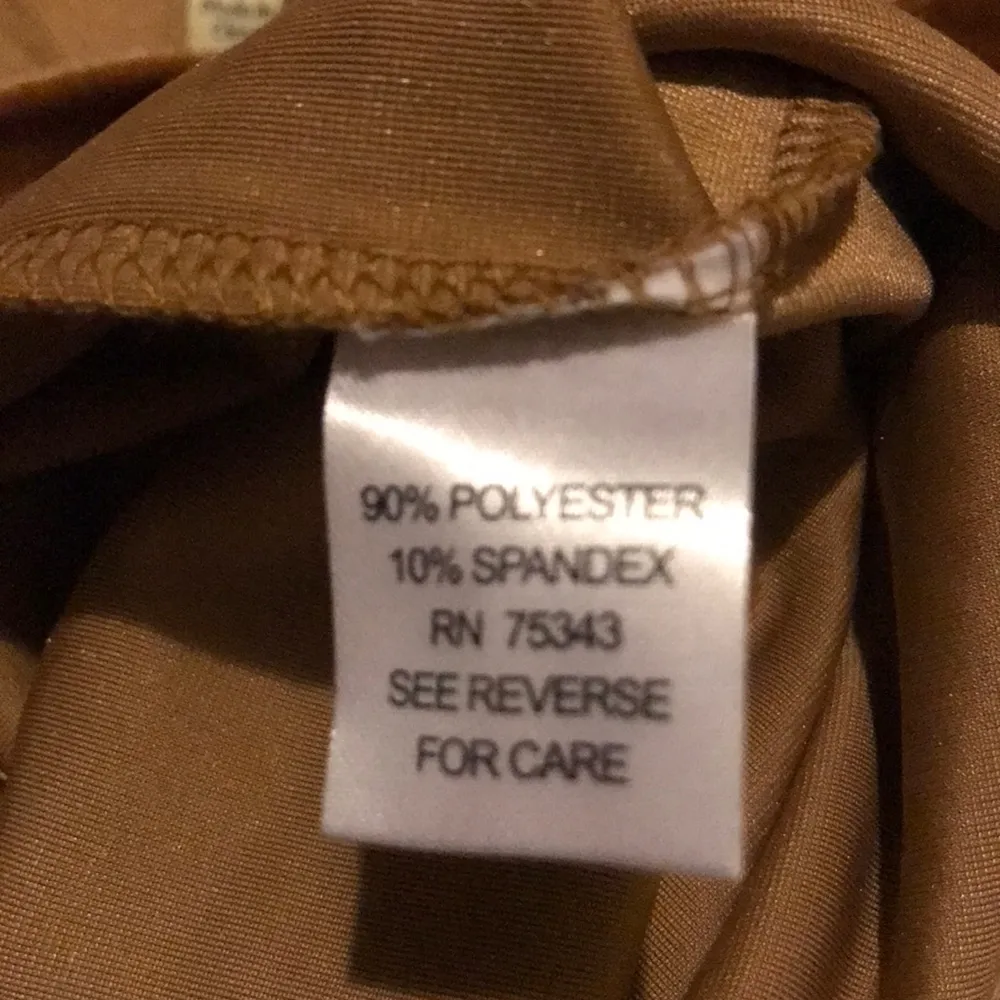 90% POLYESTER
10% SPANDEX
RN 75343
SEE REVERSE
FOR CARE